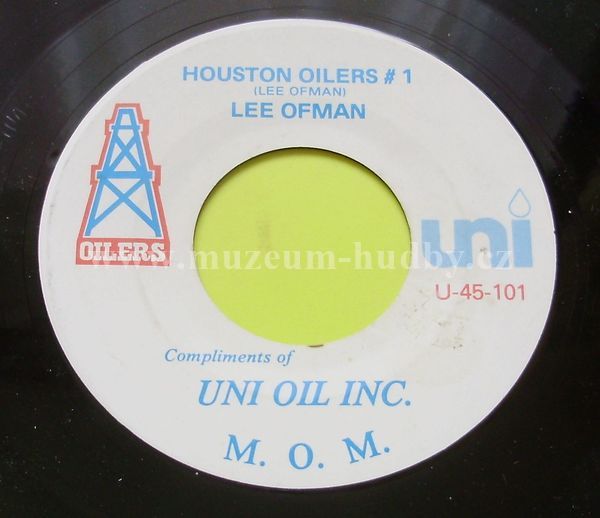 HOUSTON OILERS # 1
(LEE OFMAN)
LEE OFMAN
OILERS
uni
www.muzeum-hudby.cz
U-45-101
Compliments of
UNI OIL INC.
M. O. M.